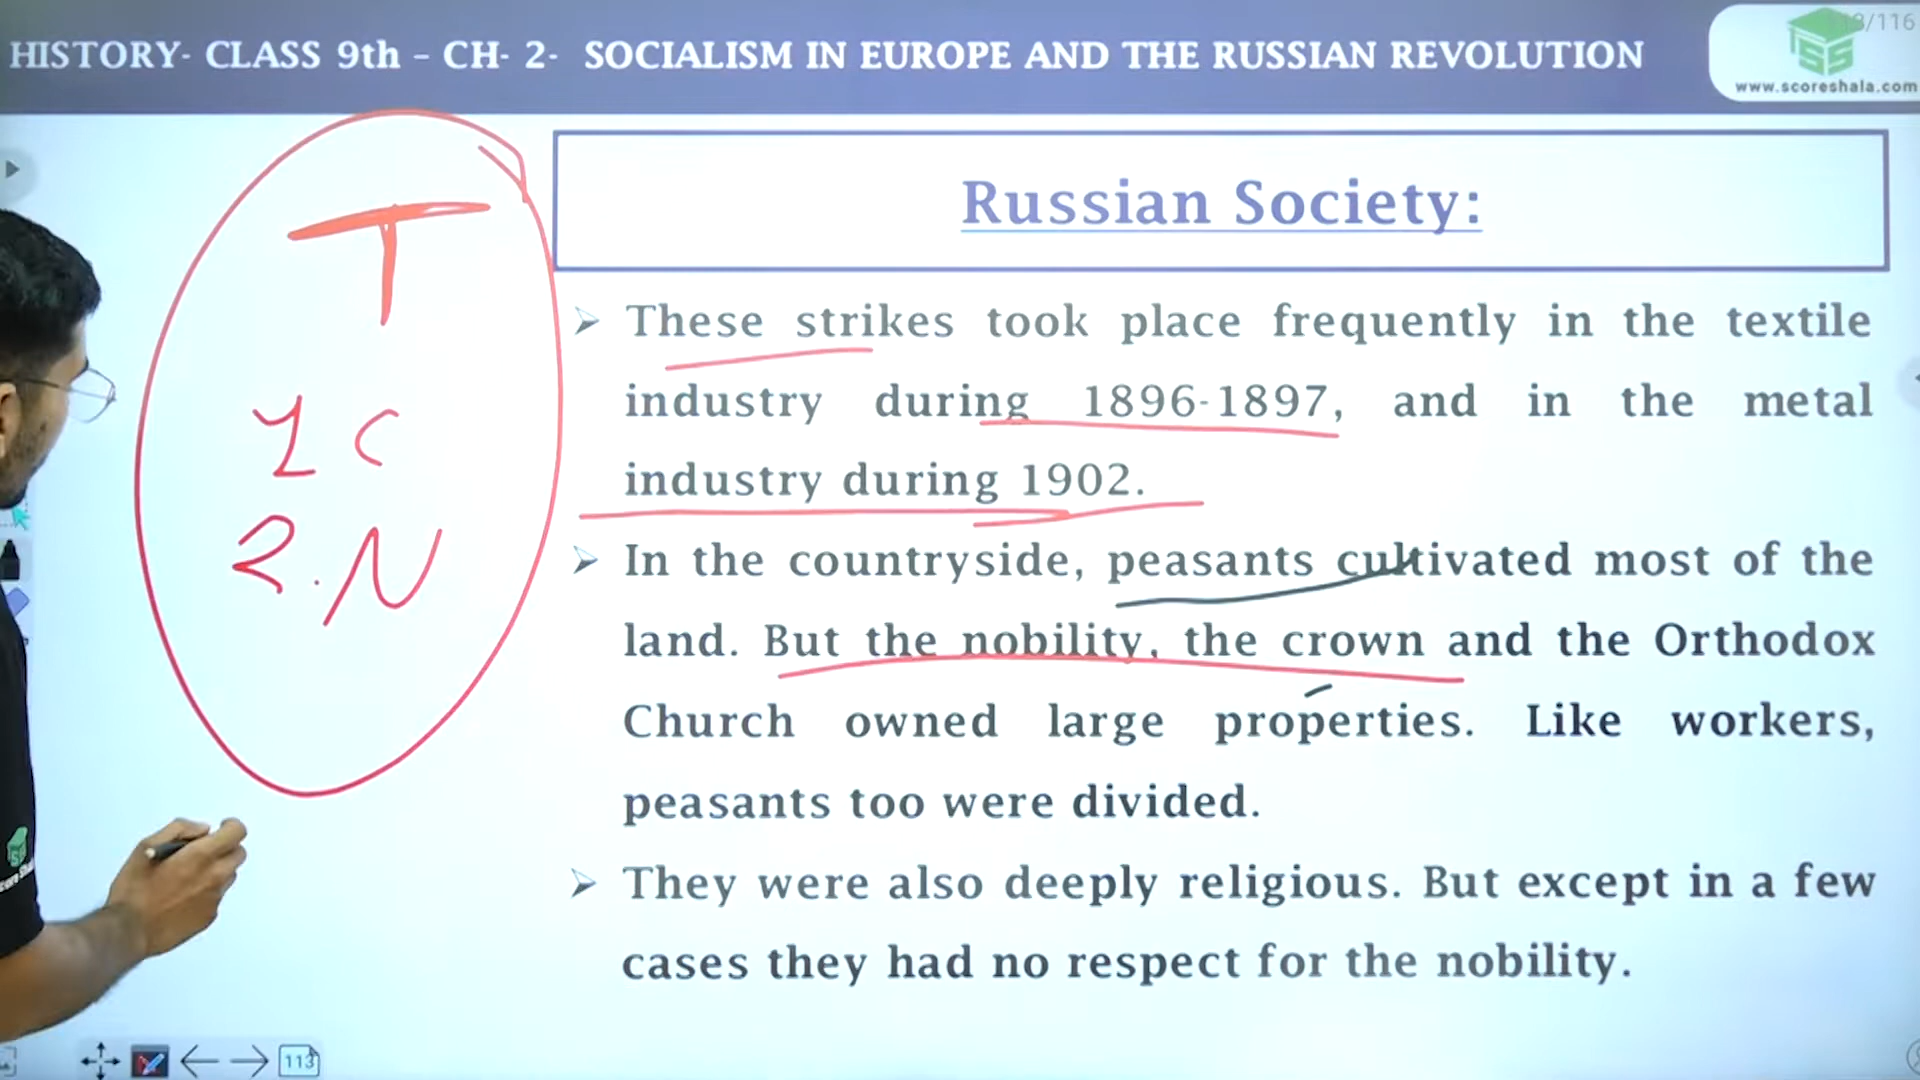 HISTORY- CLASS 9th – CH- 2- SOCIALISM IN EUROPE AND THE RUSSIAN REVOLUTION
/116
www.scoreshala.com
Russian Society:
T
1 C
2. N
➢ These strikes took place frequently in the textile
industry during 1896-1897, and in the metal
industry during 1902.
➢ In the countryside, peasants cultivated most of the
land. But the nobility, the crown and the Orthodox
Church owned large properties. Like workers,
peasants too were divided.
➢ They were also deeply religious. But except in a few
cases they had no respect for the nobility.
113